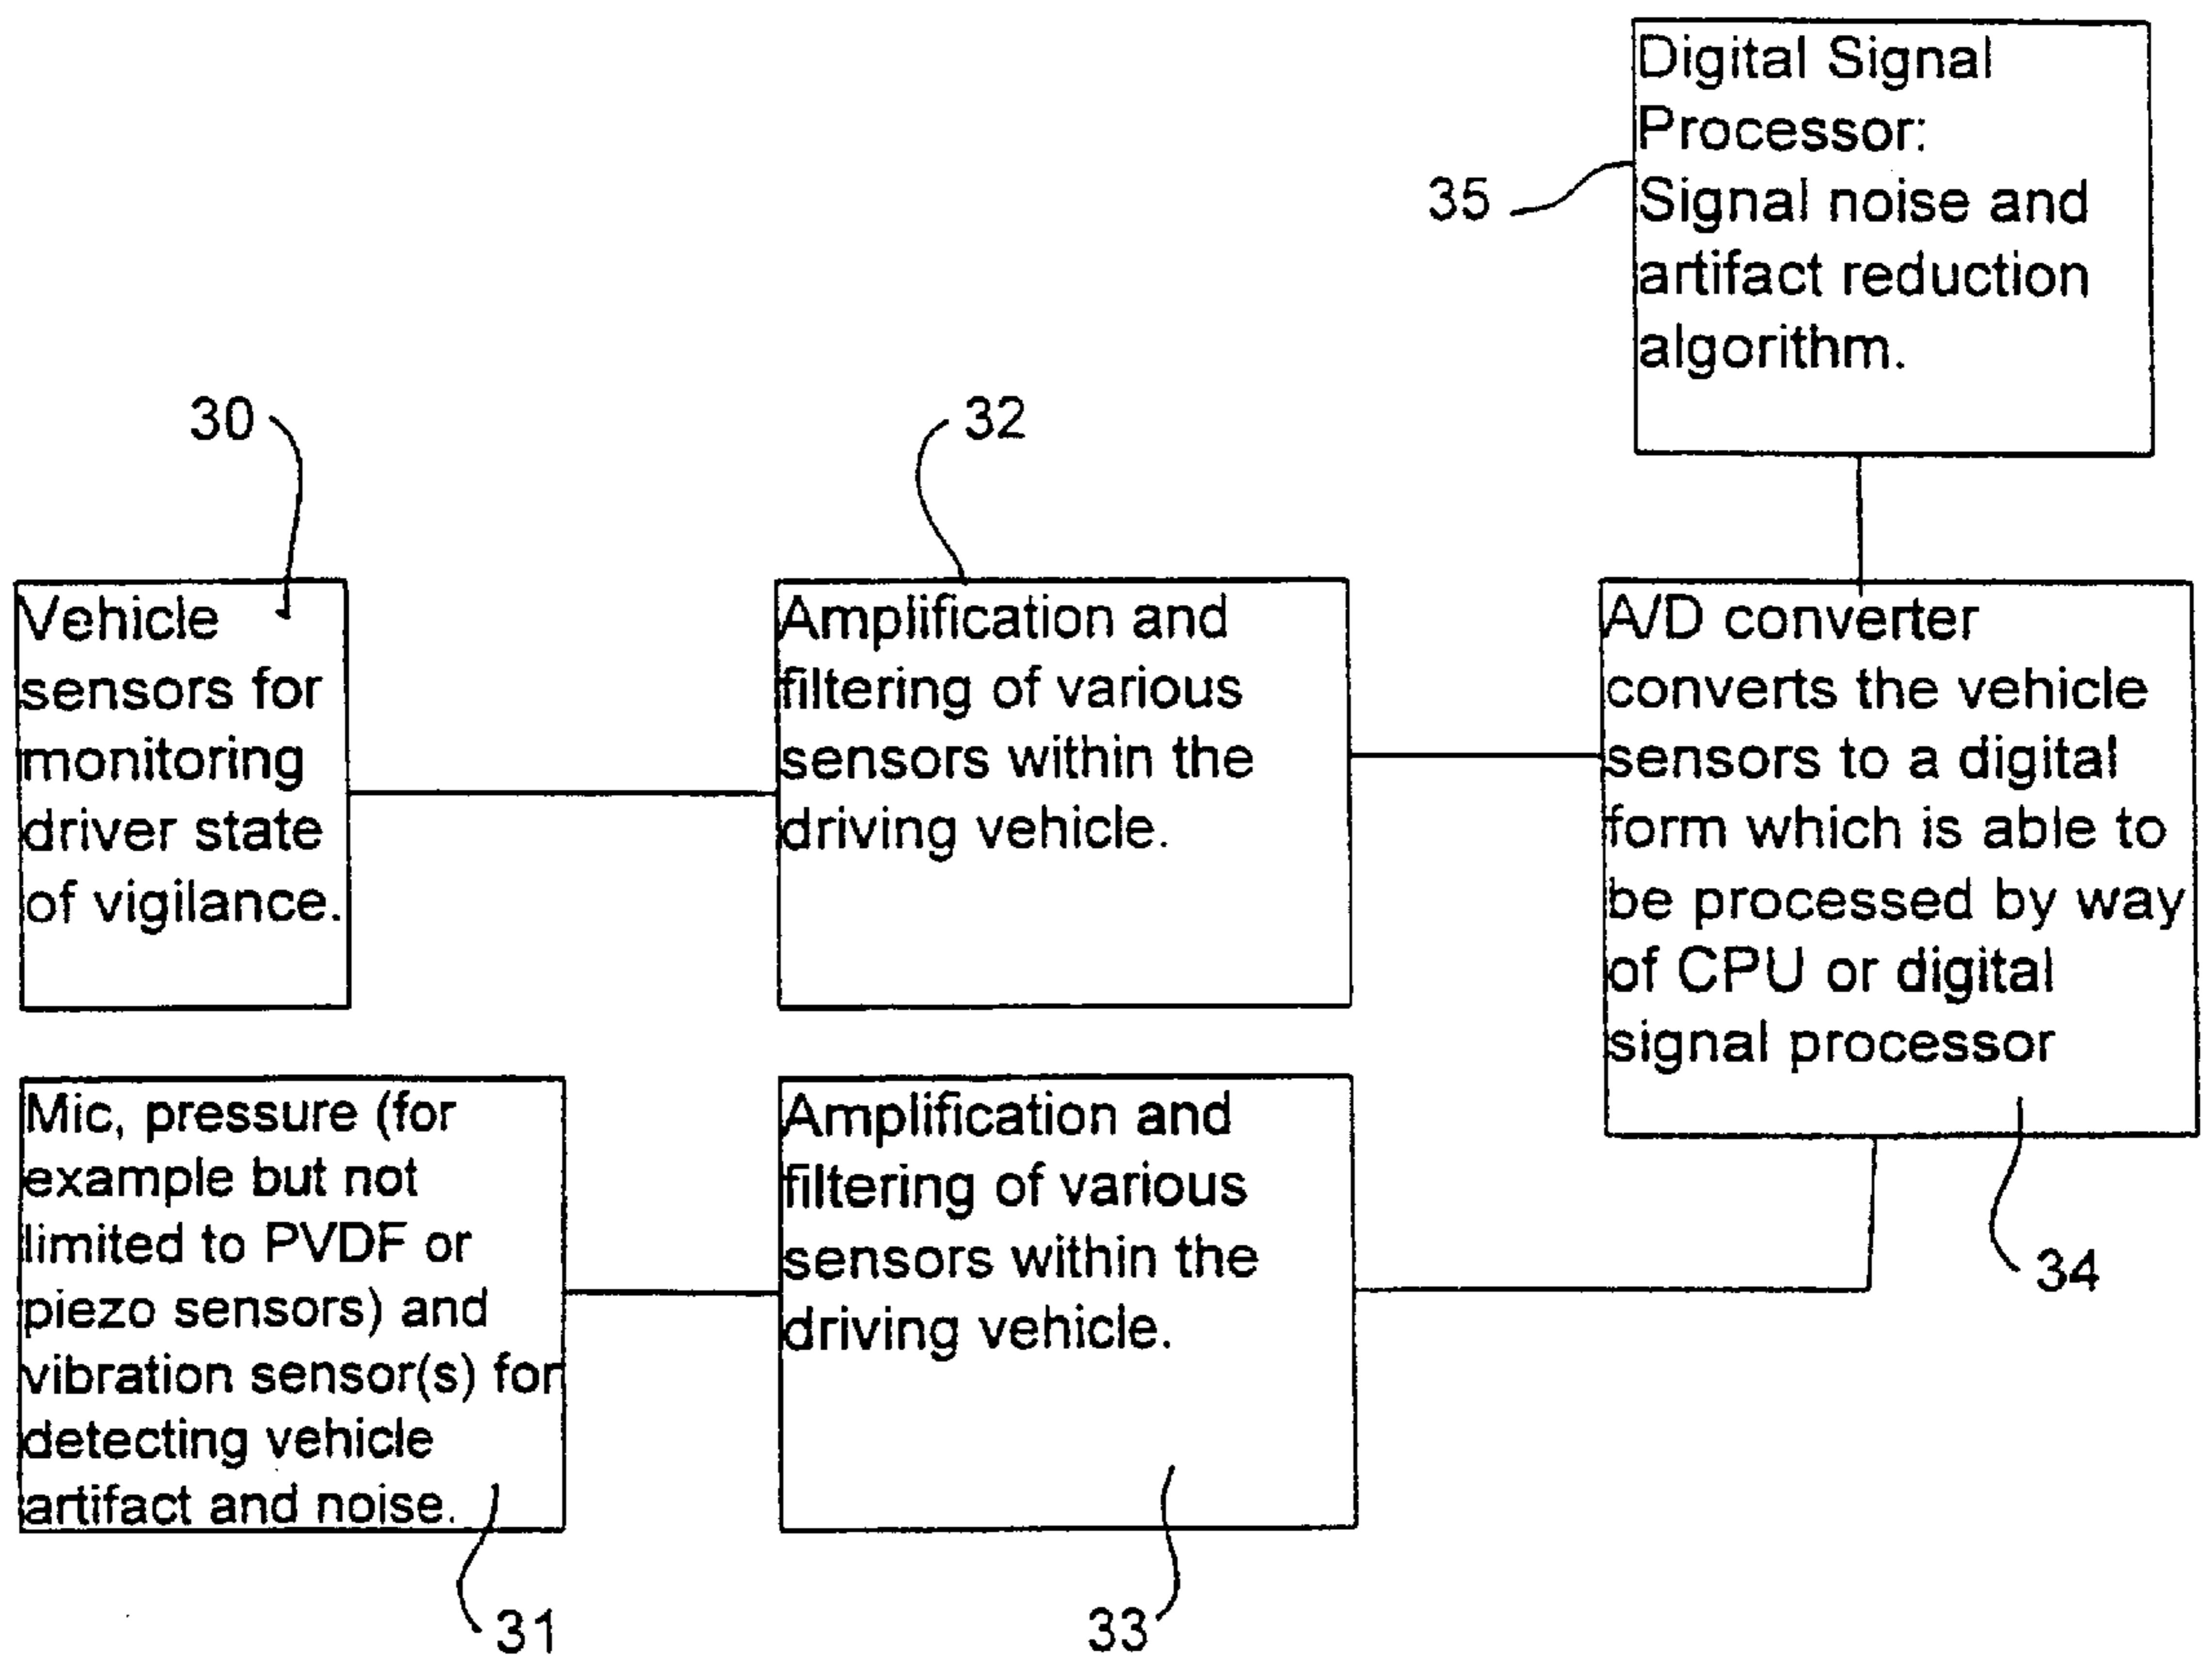 Digital Signal
Processor:
Signal noise and
artifact reduction
algorithm.
35
30
32
Vehicle
sensors for
monitoring
driver state
of vigilance.
Amplification and
filtering of various
sensors within the
driving vehicle.
A/D converter
converts the vehicle
sensors to a digital
form which is able to
be processed by way
of CPU or digital
signal processor
34
Mic, pressure (for
example but not
limited to PVDF or
piezo sensors) and
vibration sensor(s) for
detecting vehicle
artifact and noise.
31
Amplification and
filtering of various
sensors within the
driving vehicle.
33